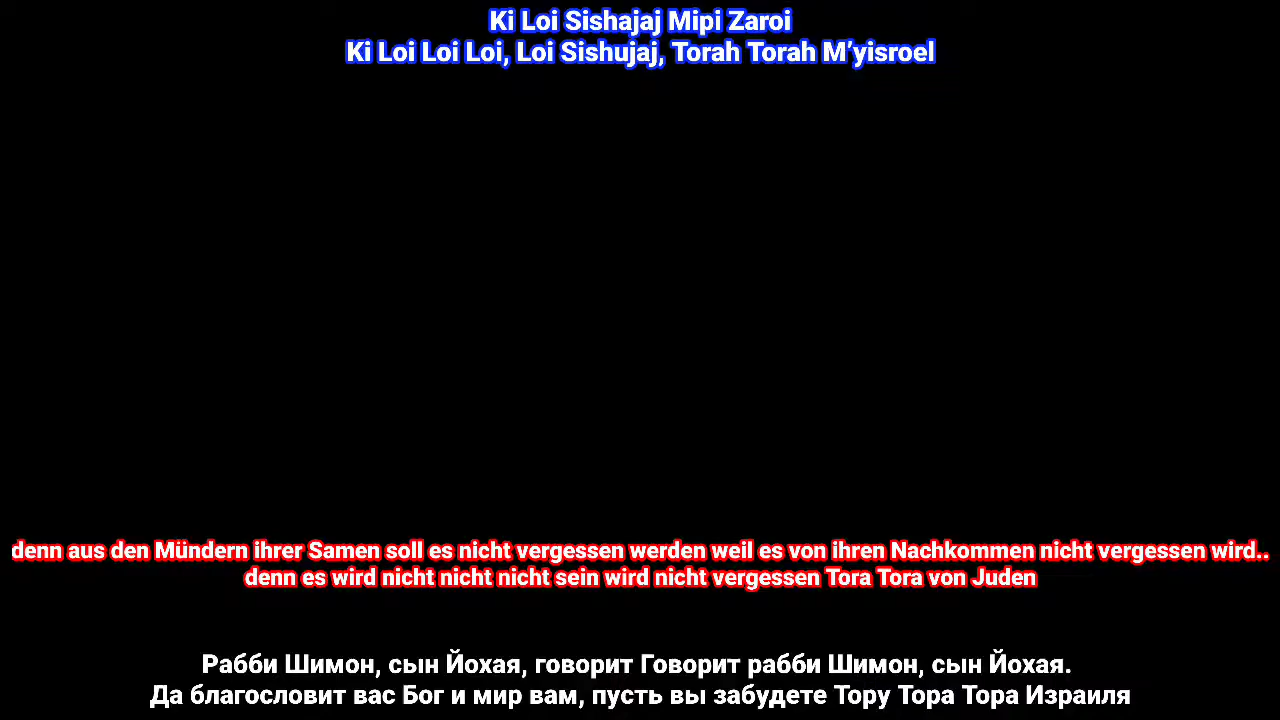 Ki Loi Sishajaj Mipi Zaroi
Ki Loi Loi Loi, Loi Sishujaj, Torah Torah M’yisroel
denn aus den Mündern ihrer Samen soll es nicht vergessen werden weil es von ihren Nachkommen nicht vergessen wird..
denn es wird nicht nicht nicht sein wird nicht vergessen Tora Tora von Juden
Рабби Шимон, сын Йохая, говорит Говорит рабби Шимон, сын Йохая.
Да благословит вас Бог и мир вам, пусть вы забудете Тору Тора Тора Израиля